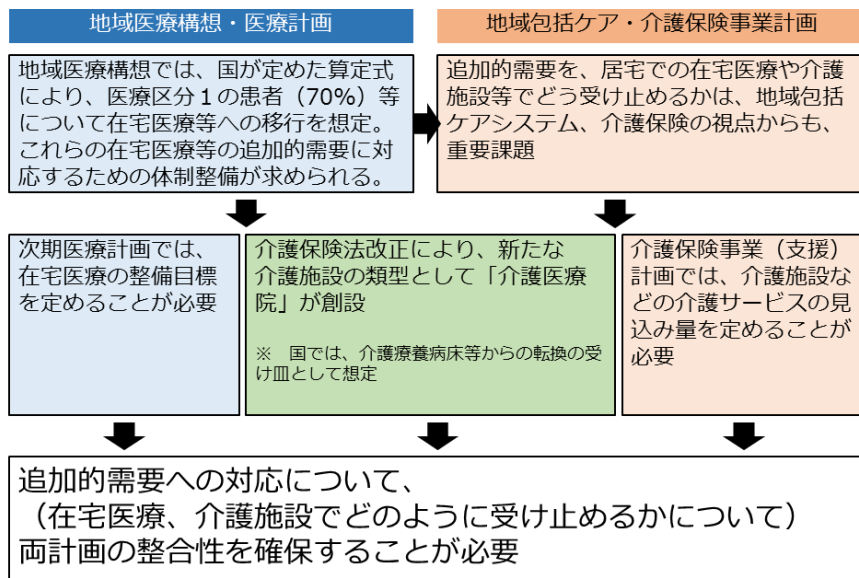 地域医療構想・医療計画
地域包括ケア・介護保険事業計画
地域医療構想では、国が定めた算定式
により、医療区分１の患者（70%）等
について在宅医療等への移行を想定。
これらの在宅医療等の追加的需要に対
応するための体制整備が求められる。
追加的需要を、居宅での在宅医療や介護
施設等でどう受け止めるかは、地域包括
ケアシステム、介護保険の視点からも、
重要課題
次期医療計画では、
在宅医療の整備目標
を定めることが必要
介護保険法改正により、新たな
介護施設の類型として「介護医療
院」が創設
※　国では、介護療養病床等からの転換の受
け皿として想定
介護保険事業（支援）
計画では、介護施設な
どの介護サービスの見
込み量を定めることが
必要
追加的需要への対応について、
（在宅医療、介護施設でどのように受け止めるかについて）
両計画の整合性を確保することが必要